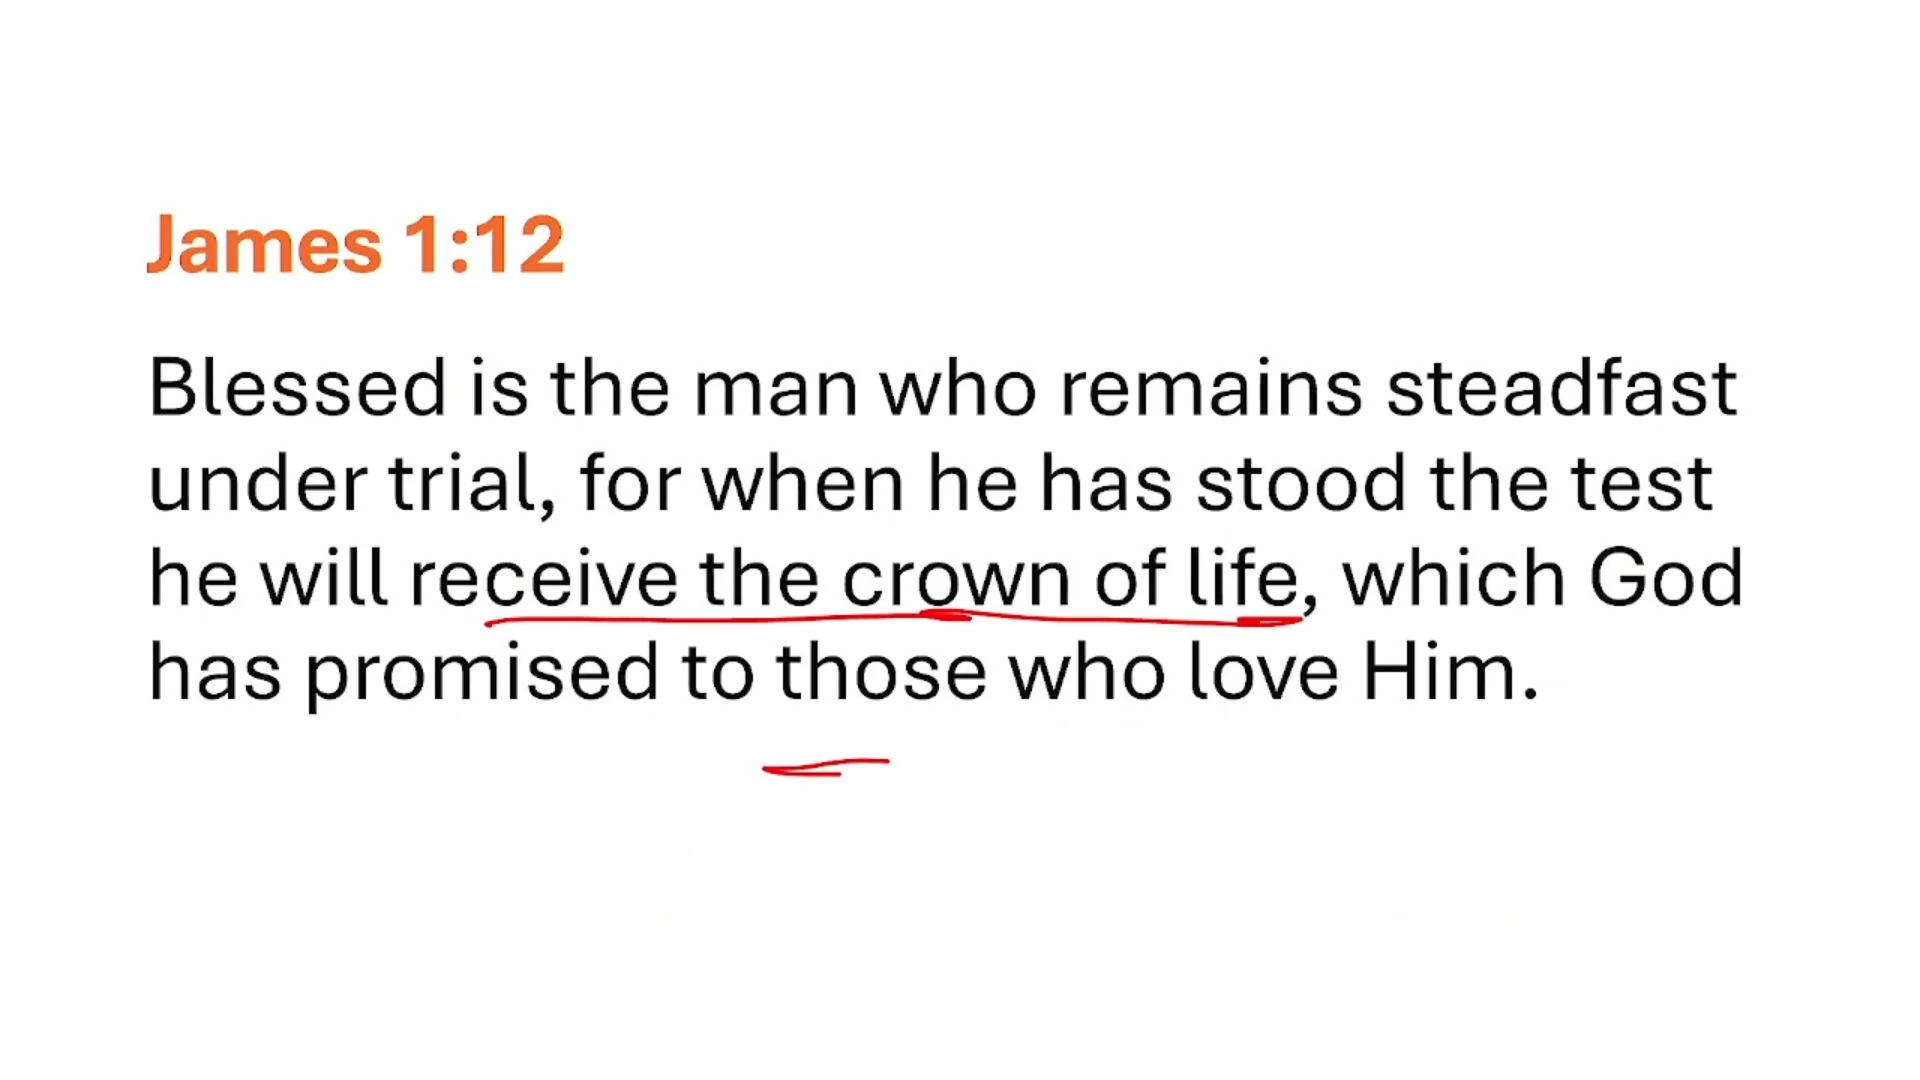 James 1:12
Blessed is the man who remains steadfast
under trial, for when he has stood the test
he will receive the crown of life, which God
has promised to those who love Him.